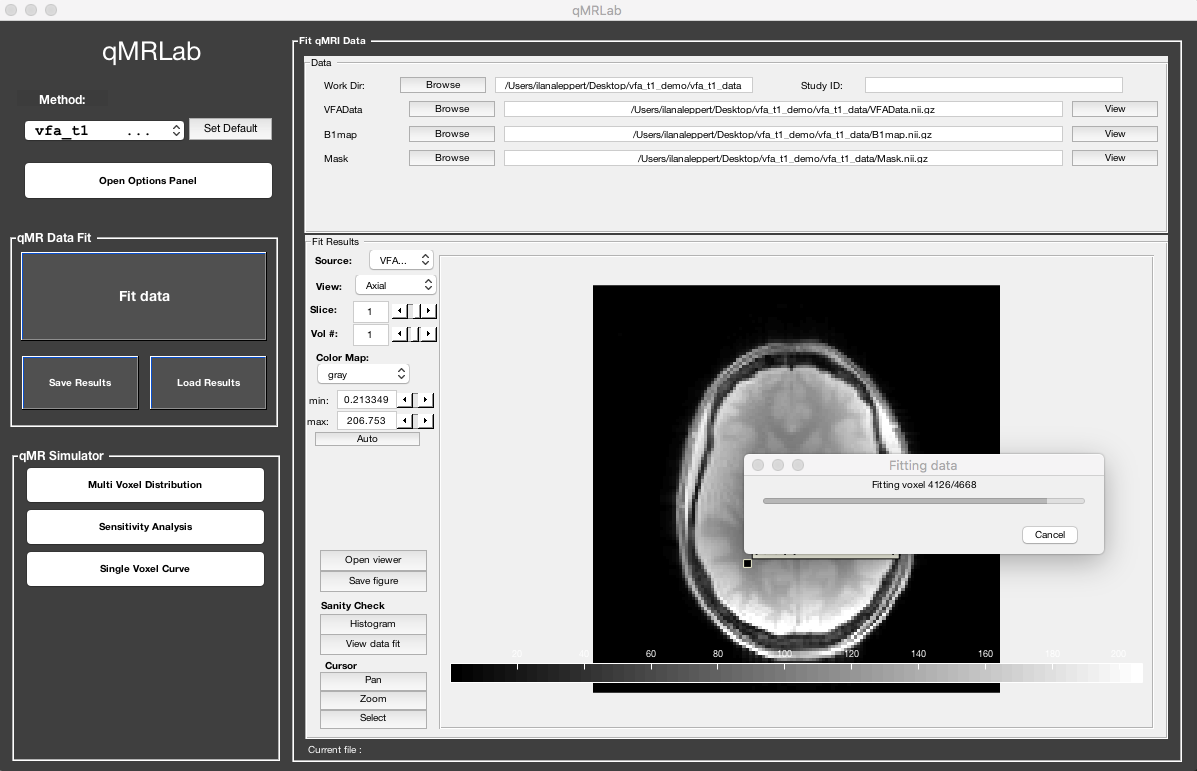 qMRLab
qMRLab
Method:
vfa_t1 ...
Set Default
Open Options Panel
qMR Data Fit
Fit data
Save Results
Load Results
qMR Simulator
Multi Voxel Distribution
Sensitivity Analysis
Single Voxel Curve
Fit qMRI Data
Data
Work Dir: Browse /Users/ilanaleppert/Desktop/vfa_t1_demo/vfa_t1_data Study ID:
VFAData Browse /Users/ilanaleppert/Desktop/vfa_t1_demo/vfa_t1_data/VFAData.nii.gz View
B1map Browse /Users/ilanaleppert/Desktop/vfa_t1_demo/vfa_t1_data/B1map.nii.gz View
Mask Browse /Users/ilanaleppert/Desktop/vfa_t1_demo/vfa_t1_data/Mask.nii.gz View
Fit Results
Source: VFA...
View: Axial
Slice: 1
Vol #: 1
Color Map:
gray
min: 0.213349
max: 206.753
Auto
Open viewer
Save figure
Sanity Check
Histogram
View data fit
Cursor
Pan
Zoom
Select
Fitting data
Fitting voxel 4126/4668
Cancel
20 40 60 80 100 120 140 160 180 200
Current file :